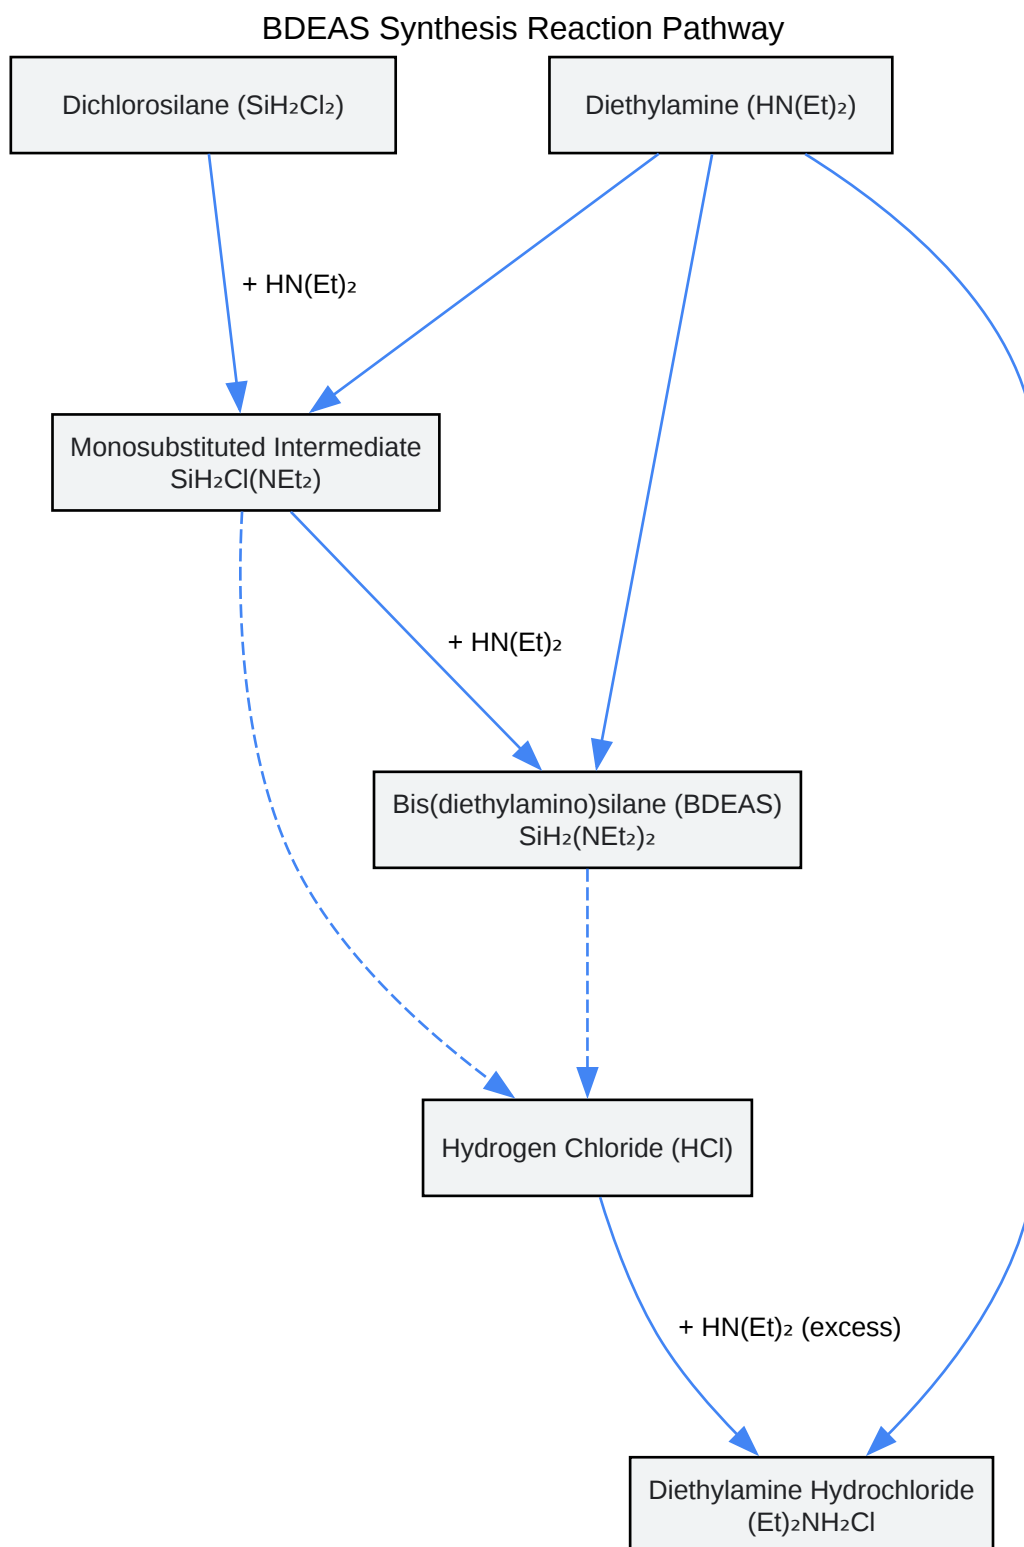 BDEAS Synthesis Reaction Pathway
Dichlorosilane (SiH₂Cl₂)
Diethylamine (HN(Et)₂)
+ HN(Et)₂
Monosubstituted Intermediate
SiH₂Cl(NEt₂)
+ HN(Et)₂
Bis(diethylamino)silane (BDEAS)
SiH₂(NEt₂)₂
Hydrogen Chloride (HCl)
+ HN(Et)₂ (excess)
Diethylamine Hydrochloride
(Et)₂NH₂Cl